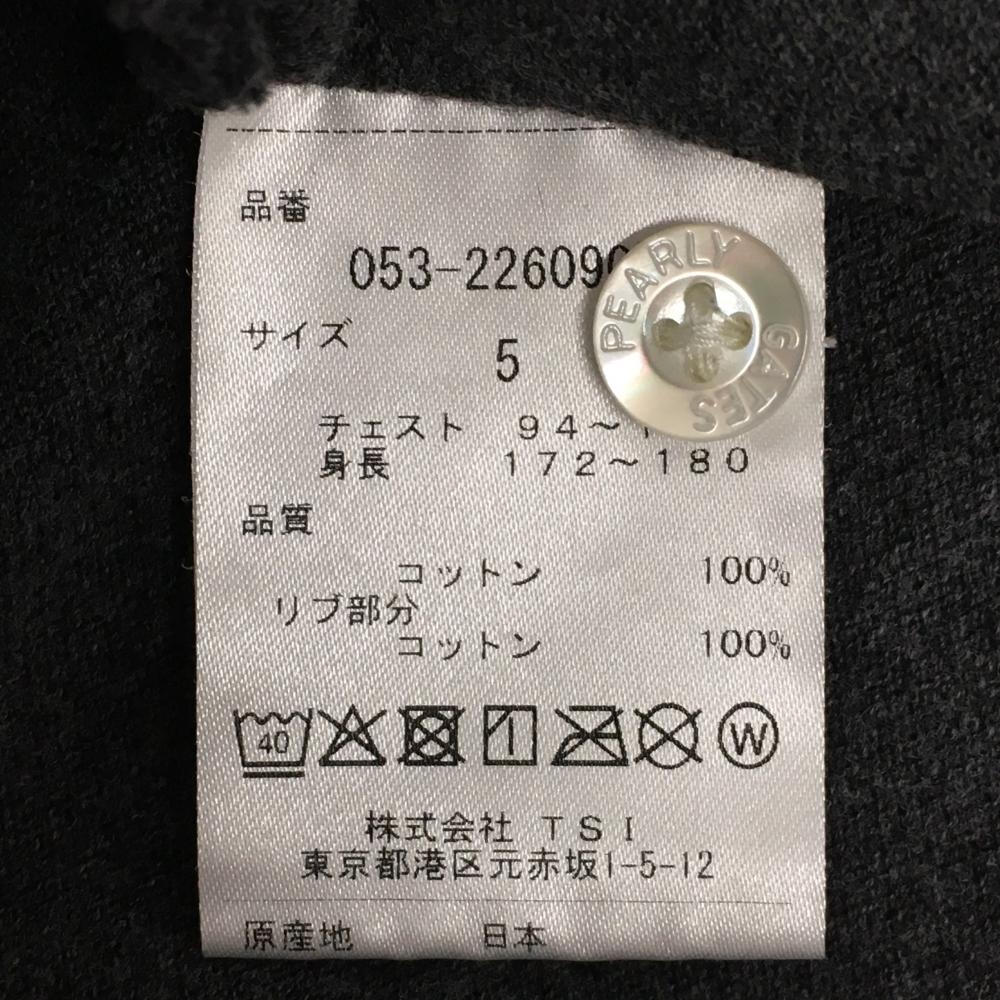 品番
053-226090
PEARLY GATES
サイズ
5
チェスト 94～
身長 172～180
品質
コットン 100%
リブ部分
コットン 100%
40
W
株式会社 TSI
東京都港区元赤坂1-5-12
原産地 日本